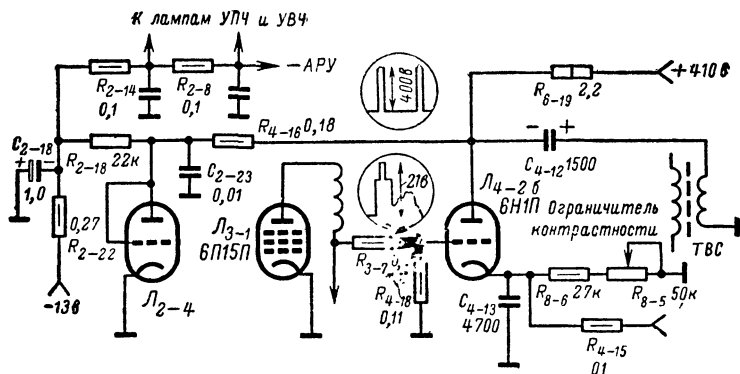 К лампам УПЧ и УВЧ
-АРУ
R2-14
0,1
R2-8
0,1
400В
+410В
R6-19
2,2
C2-18
+ -
1,0
R2-18
22к
R4-16
0,18
C2-23
0,01
- +
C4-12
1500
21В
Л4-2б
6Н1П
Ограничитель
контрастности
ТВС
0,27
R2-22
-13В
Л2-4
Л3-1
6П15П
R3-7
R4-18
0,11
C4-13
4700
R8-6
27к
R8-5
50к
R4-15
01